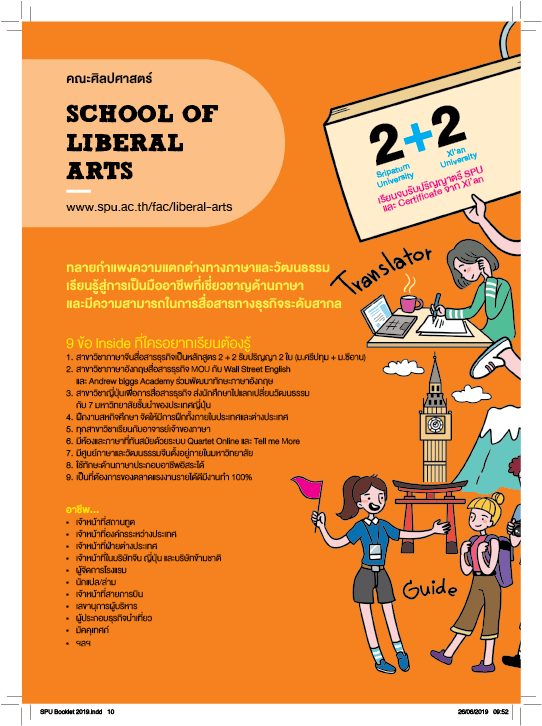 คณะศิลปศาสตร์
SCHOOL OF
LIBERAL
ARTS
www.spu.ac.th/fac/liberal-arts
2+2
Sripatum
University
Xi'an
University
เรียนจบรับปริญญาตรี SPU
และ Certificate จาก Xi'an
ทลายกำแพงความแตกต่างทางภาษาและวัฒนธรรม
เรียนรู้สู่การเป็นมืออาชีพที่เชี่ยวชาญด้านภาษา
และมีความสามารถในการสื่อสารทางธุรกิจระดับสากล
Translator
9 ข้อ Inside ที่ใครอยากเรียนต้องรู้
1. สาขาวิชาภาษาจีนสื่อสารธุรกิจเป็นหลักสูตร 2 + 2 รับปริญญา 2 ใบ (ม.ศรีปทุม + ม.ซีอาน)
2. สาขาวิชาภาษาอังกฤษสื่อสารธุรกิจ MOU กับ Wall Street English
และ Andrew biggs Academy ร่วมพัฒนาทักษะภาษาอังกฤษ
3. สาขาวิชาญี่ปุ่นเพื่อการสื่อสารธุรกิจ ส่งนักศึกษาไปแลกเปลี่ยนวัฒนธรรม
กับ 7 มหาวิทยาลัยชั้นนำของประเทศญี่ปุ่น
4. ฝึกงานสหกิจศึกษา จัดให้มีการฝึกทั้งภายในประเทศและต่างประเทศ
5. ทุกสาขาวิชาเรียนกับอาจารย์เจ้าของภาษา
6. มีห้องแลปภาษาที่ทันสมัยด้วยระบบ Quartet Online และ Tell me More
7. มีศูนย์ภาษาและวัฒนธรรมจีนตั้งอยู่ภายในมหาวิทยาลัย
8. ใช้ทักษะด้านภาษาประกอบอาชีพอิสระได้
9. เป็นที่ต้องการของตลาดแรงงานรายได้ดีมีงานทำ 100%
อาชีพ...
• เจ้าหน้าที่สถานทูต
• เจ้าหน้าที่องค์กรระหว่างประเทศ
• เจ้าหน้าที่ฝ่ายต่างประเทศ
• เจ้าหน้าที่ในบริษัทจีน ญี่ปุ่น และบริษัทข้ามชาติ
• ผู้จัดการโรงแรม
• นักแปล/ล่าม
• เจ้าหน้าที่สายการบิน
• เลขานุการผู้บริหาร
• ผู้ประกอบธุรกิจนำเที่ยว
• มัคคุเทศก์
• ฯลฯ
Guide
SPU Booklet 2019.indd 10
26/06/2019 09:52